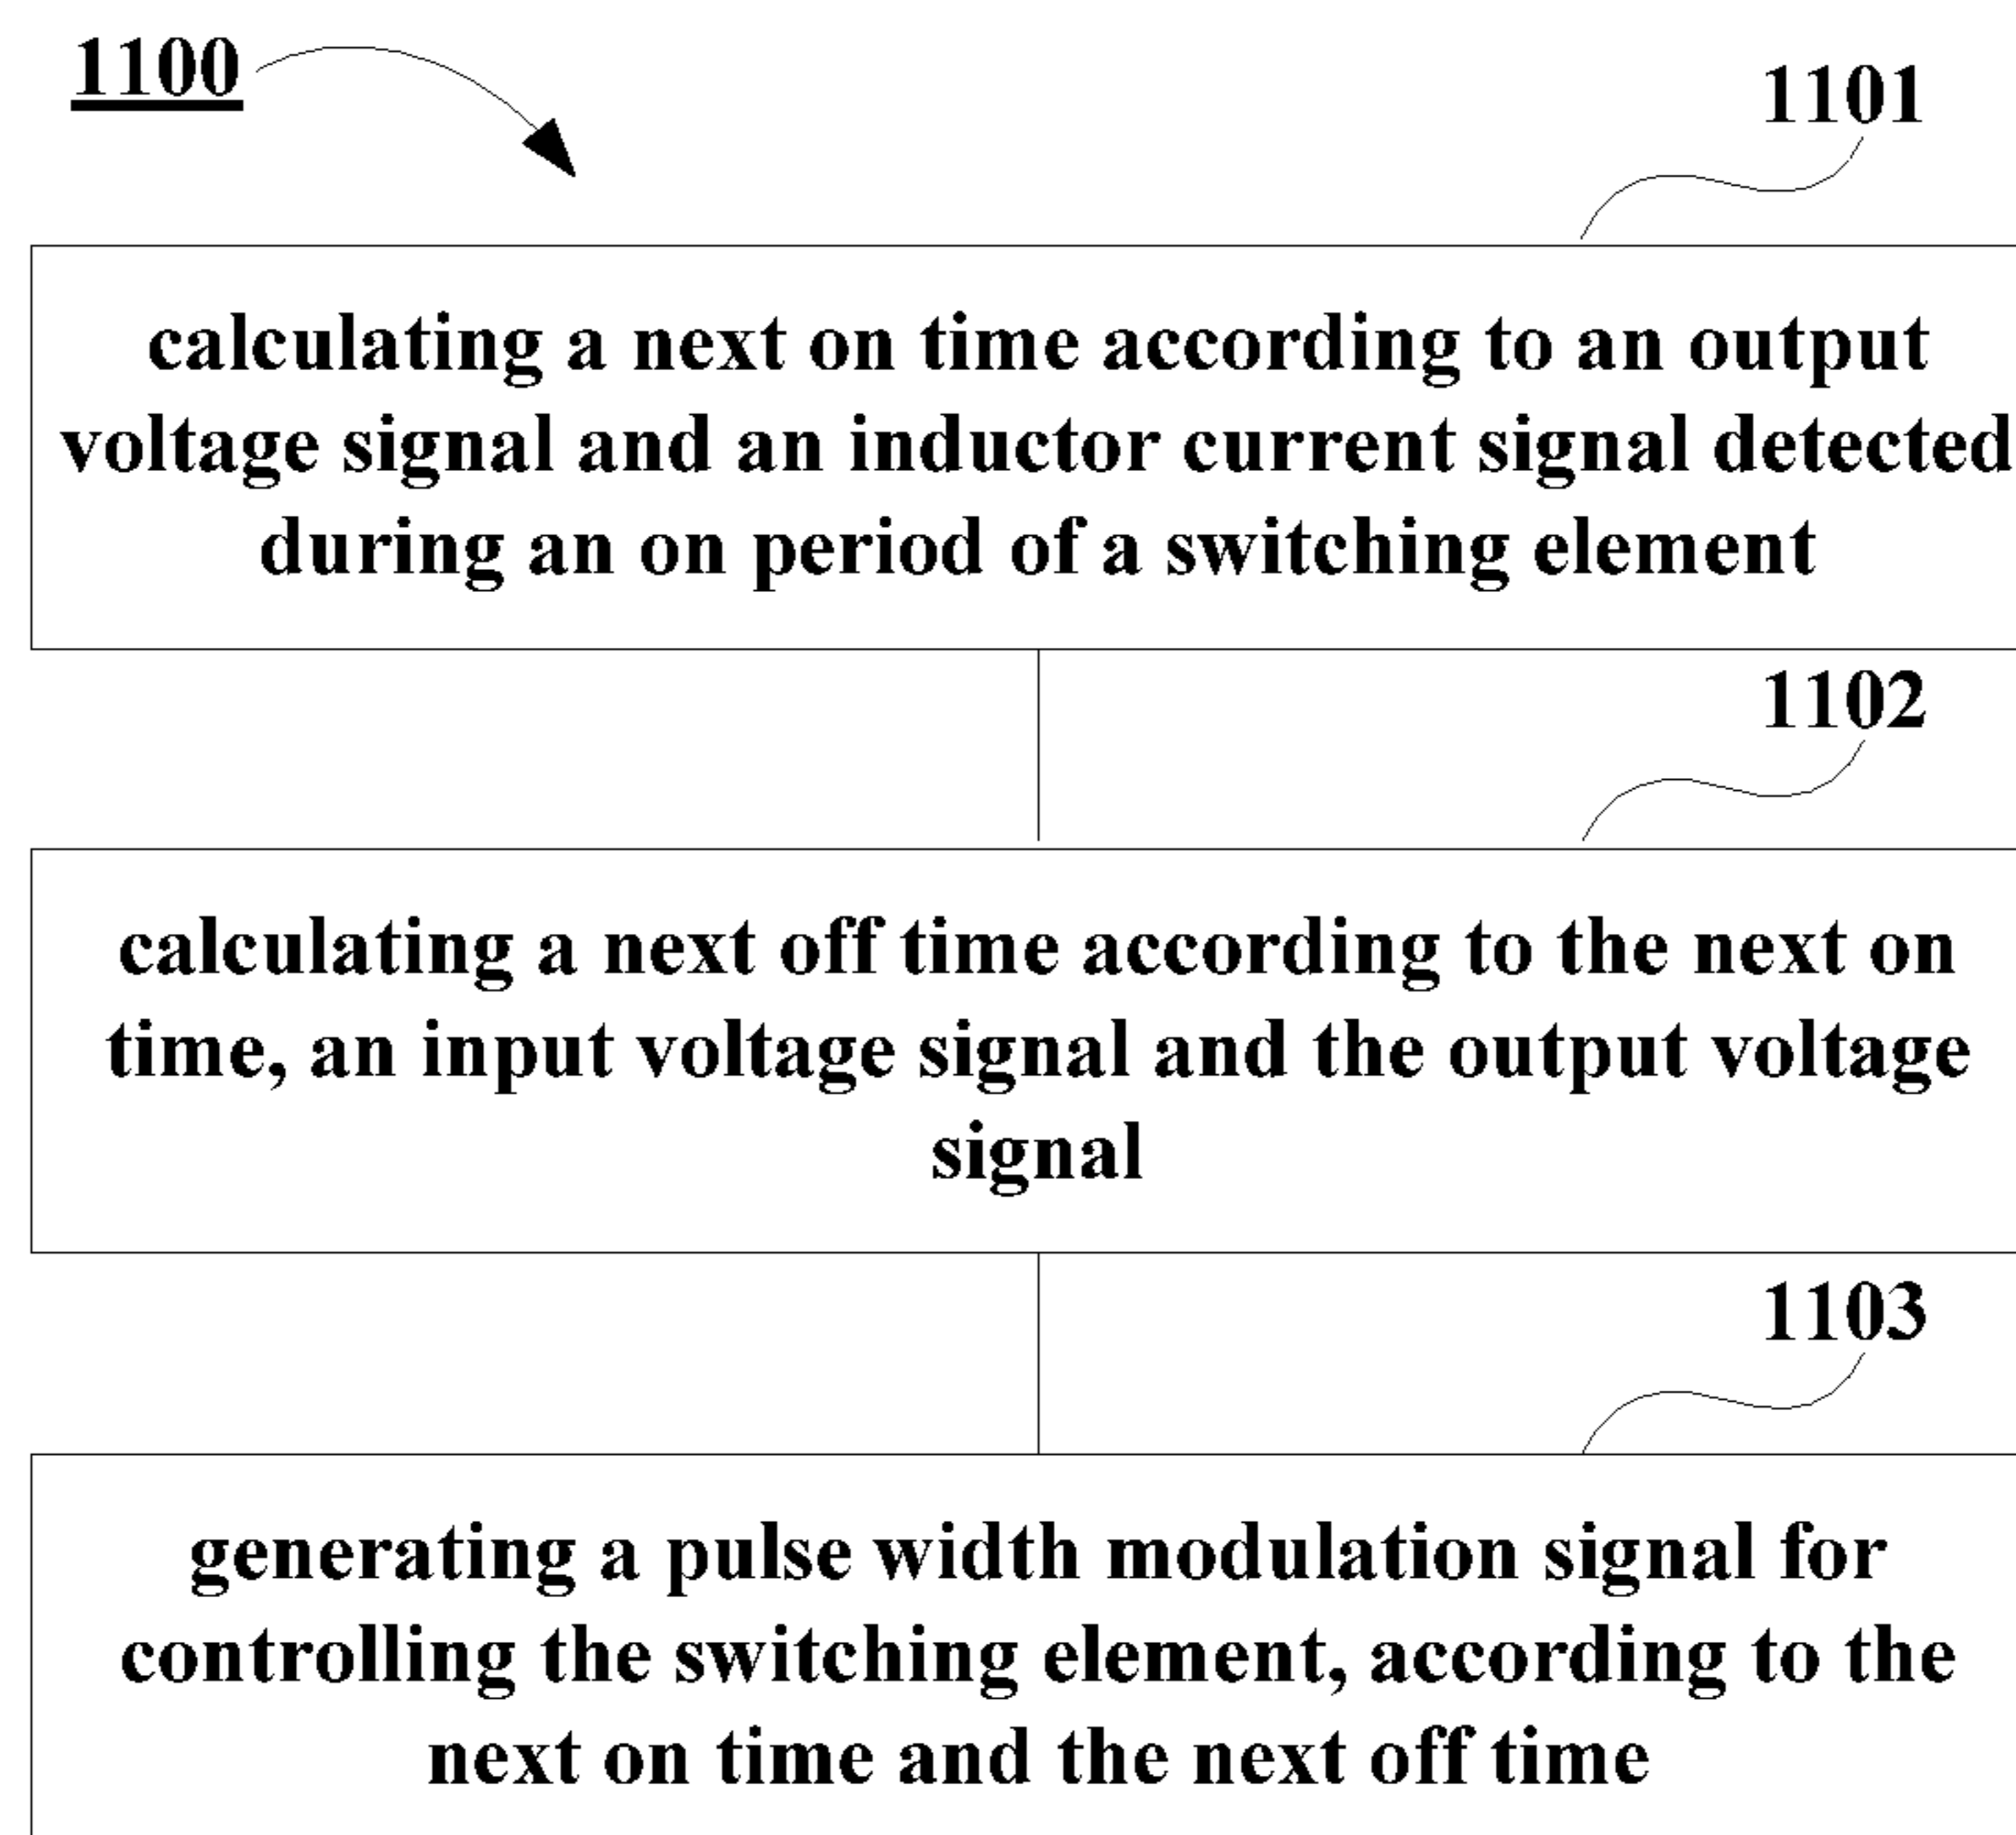 1100
1101
calculating a next on time according to an output
voltage signal and an inductor current signal detected
during an on period of a switching element
1102
calculating a next off time according to the next on
time, an input voltage signal and the output voltage
signal
1103
generating a pulse width modulation signal for
controlling the switching element, according to the
next on time and the next off time